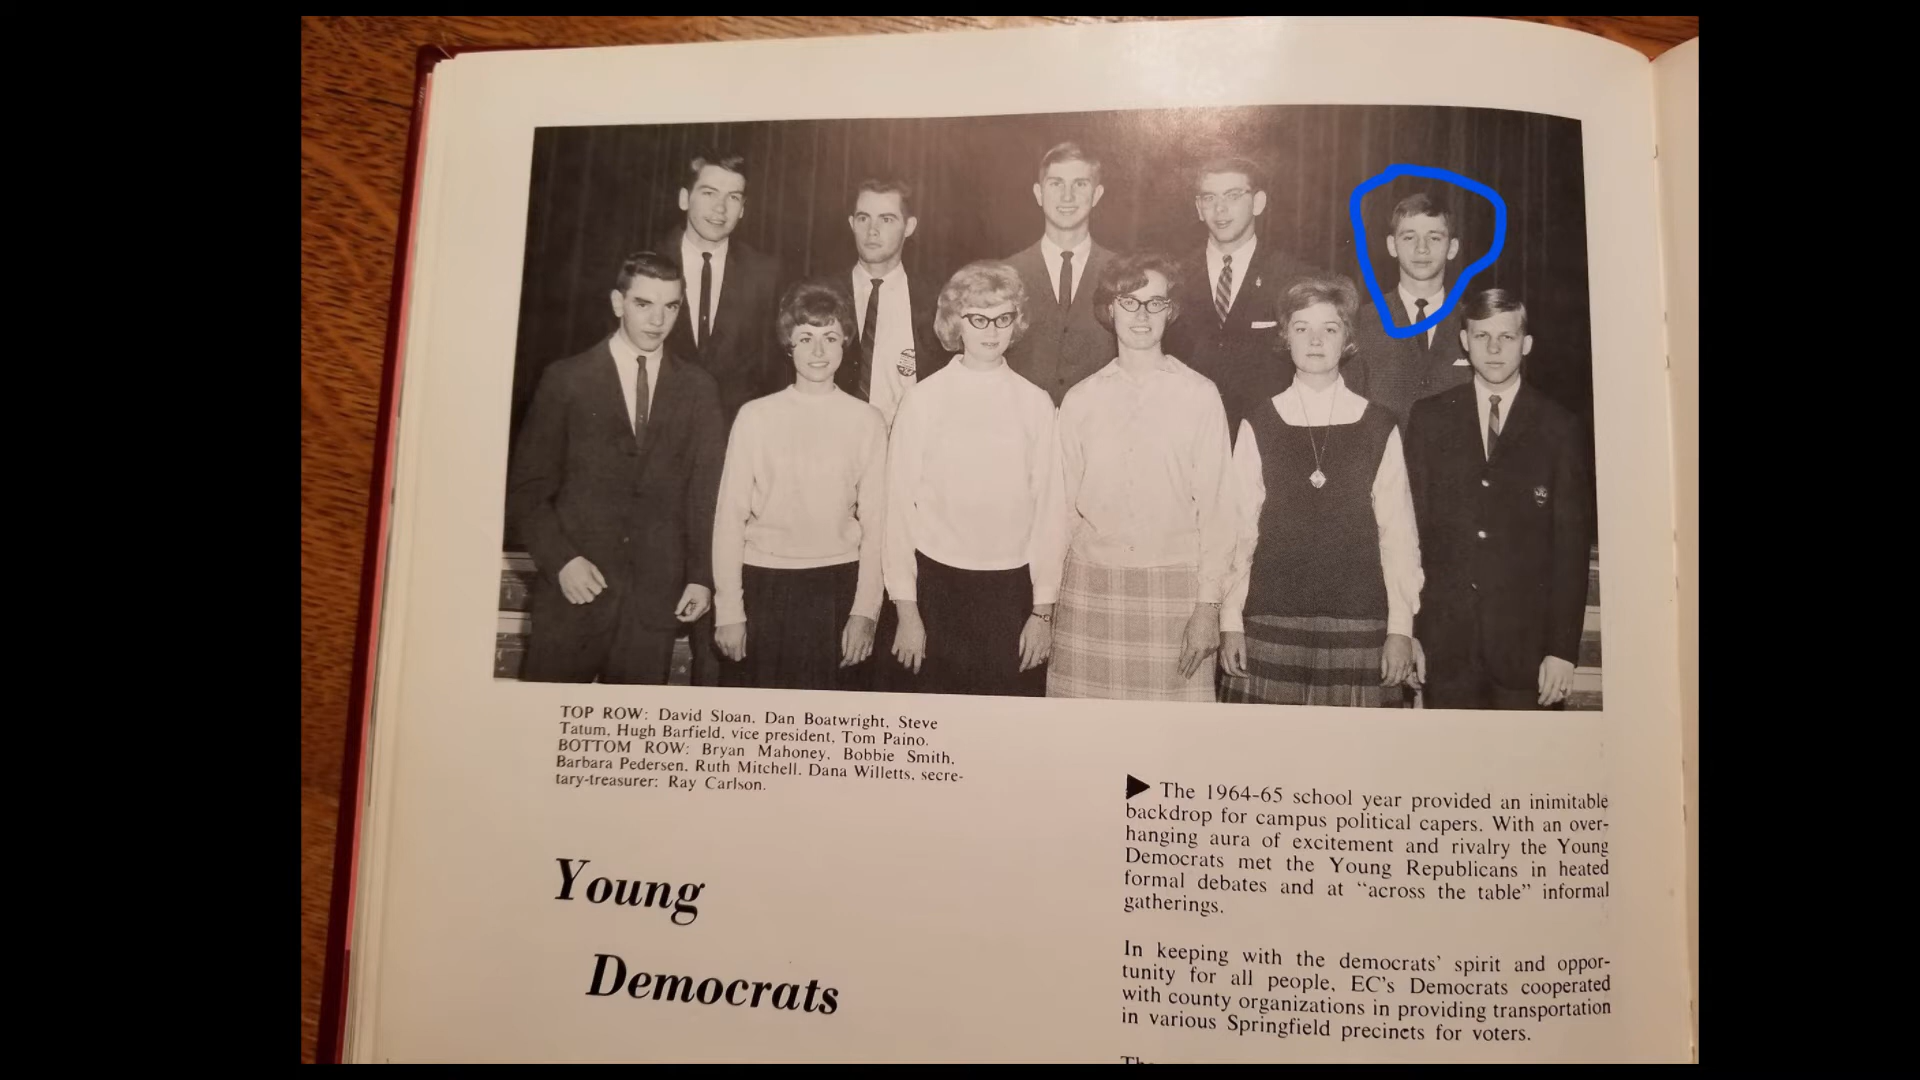 TOP ROW: David Sloan, Dan Boatwright, Steve
Tatum, Hugh Barfield, vice president, Tom Paino.
BOTTOM ROW: Bryan Mahoney, Bobbie Smith,
Barbara Pedersen, Ruth Mitchell, Dana Willetts, secre-
tary-treasurer: Ray Carlson.
Young
Democrats
The 1964-65 school year provided an inimitable
backdrop for campus political capers. With an over-
hanging aura of excitement and rivalry the Young
Democrats met the Young Republicans in heated
formal debates and at "across the table" informal
gatherings.
In keeping with the democrats' spirit and oppor-
tunity for all people, EC's Democrats cooperated
with county organizations in providing transportation
in various Springfield precincts for voters.